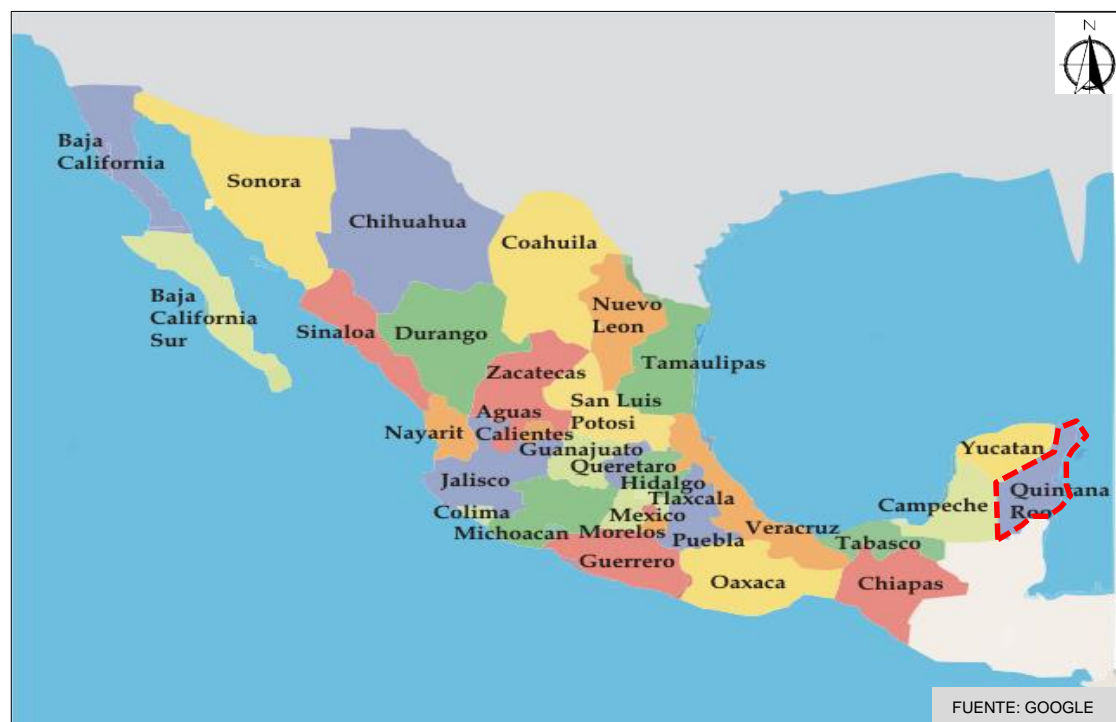 N
Baja
California
Sonora
Chihuahua
Coahuila
Baja
California
Sur
Sinaloa
Durango
Nuevo
Leon
Tamaulipas
Zacatecas
San Luis
Potosi
Nayarit
Aguas
Calientes
Guanajuato
Queretaro
Hidalgo
Tlaxcala
Jalisco
Colima
Michoacan
Mexico
Morelos
Puebla
Guerrero
Veracruz
Oaxaca
Tabasco
Chiapas
Campeche
Yucatan
Quintana
Roo
FUENTE: GOOGLE